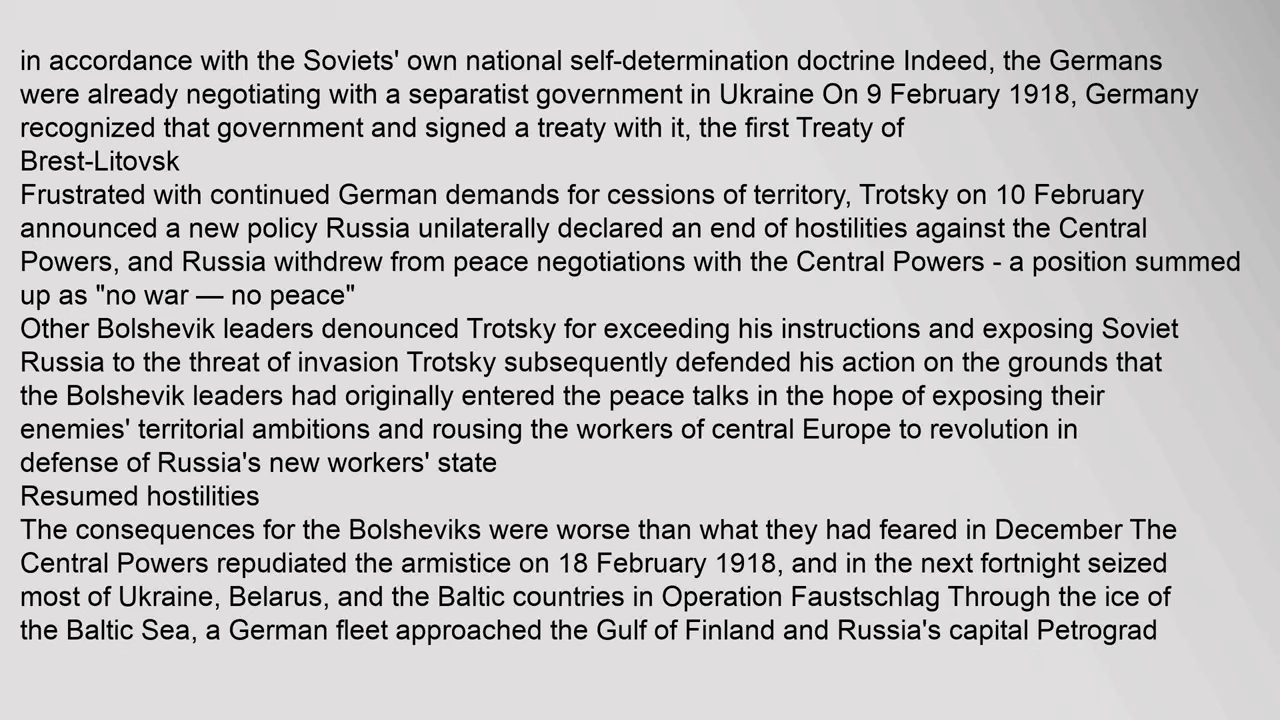 in accordance with the Soviets' own national self-determination doctrine Indeed, the Germans
were already negotiating with a separatist government in Ukraine On 9 February 1918, Germany
recognized that government and signed a treaty with it, the first Treaty of
Brest-Litovsk
Frustrated with continued German demands for cessions of territory, Trotsky on 10 February
announced a new policy Russia unilaterally declared an end of hostilities against the Central
Powers, and Russia withdrew from peace negotiations with the Central Powers - a position summed
up as "no war — no peace"
Other Bolshevik leaders denounced Trotsky for exceeding his instructions and exposing Soviet
Russia to the threat of invasion Trotsky subsequently defended his action on the grounds that
the Bolshevik leaders had originally entered the peace talks in the hope of exposing their
enemies' territorial ambitions and rousing the workers of central Europe to revolution in
defense of Russia's new workers' state
Resumed hostilities
The consequences for the Bolsheviks were worse than what they had feared in December The
Central Powers repudiated the armistice on 18 February 1918, and in the next fortnight seized
most of Ukraine, Belarus, and the Baltic countries in Operation Faustschlag Through the ice of
the Baltic Sea, a German fleet approached the Gulf of Finland and Russia's capital Petrograd